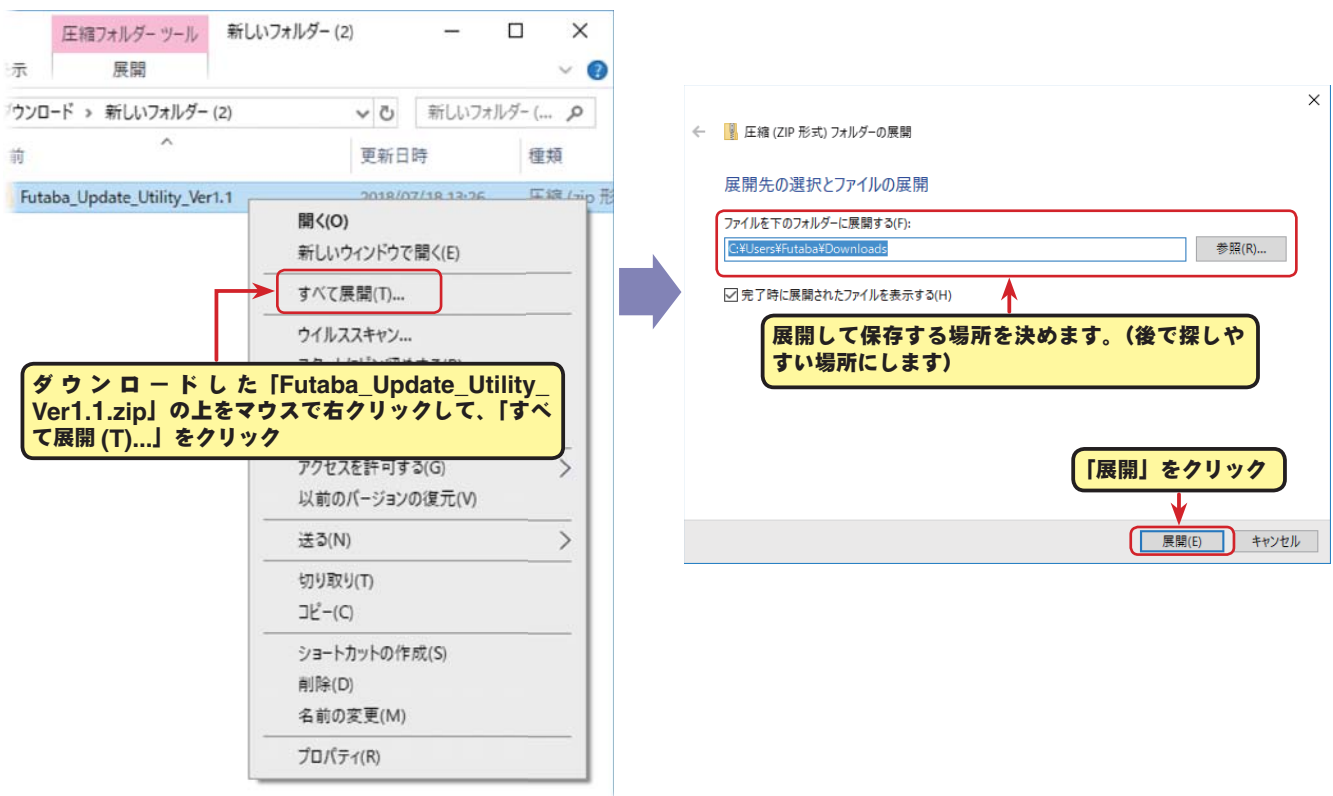 圧縮フォルダー ツール
新しいフォルダー (2)
示
展開
ウンロード › 新しいフォルダー (2)
新しいフォルダー (...
前
更新日時
種類
Futaba_Update_Utility_Ver1.1
2018/07/18 13:26
圧縮 (zip 形
開く(O)
新しいウィンドウで開く(E)
すべて展開(T)...
ウイルススキャン...
ダウンロードした「Futaba_Update_Utility_
Ver1.1.zip」の上をマウスで右クリックして、「すべ
て展開 (T)...」をクリック
アクセスを許可する(G)
以前のバージョンの復元(V)
送る(N)
切り取り(T)
コピー(C)
ショートカットの作成(S)
削除(D)
名前の変更(M)
プロパティ(R)
圧縮 (ZIP 形式) フォルダーの展開
展開先の選択とファイルの展開
ファイルを下のフォルダーに展開する(F):
C:¥Users¥Futaba¥Downloads
参照(R)...
完了時に展開されたファイルを表示する(H)
展開して保存する場所を決めます。（後で探しや
すい場所にします）
「展開」をクリック
展開(E)
キャンセル